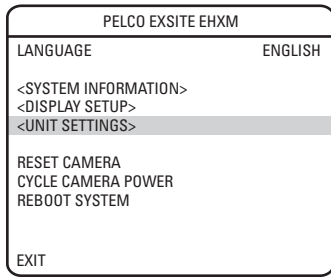 PELCO EXSITE EHXM
LANGUAGE ENGLISH
<SYSTEM INFORMATION>
<DISPLAY SETUP>
<UNIT SETTINGS>
RESET CAMERA
CYCLE CAMERA POWER
REBOOT SYSTEM
EXIT